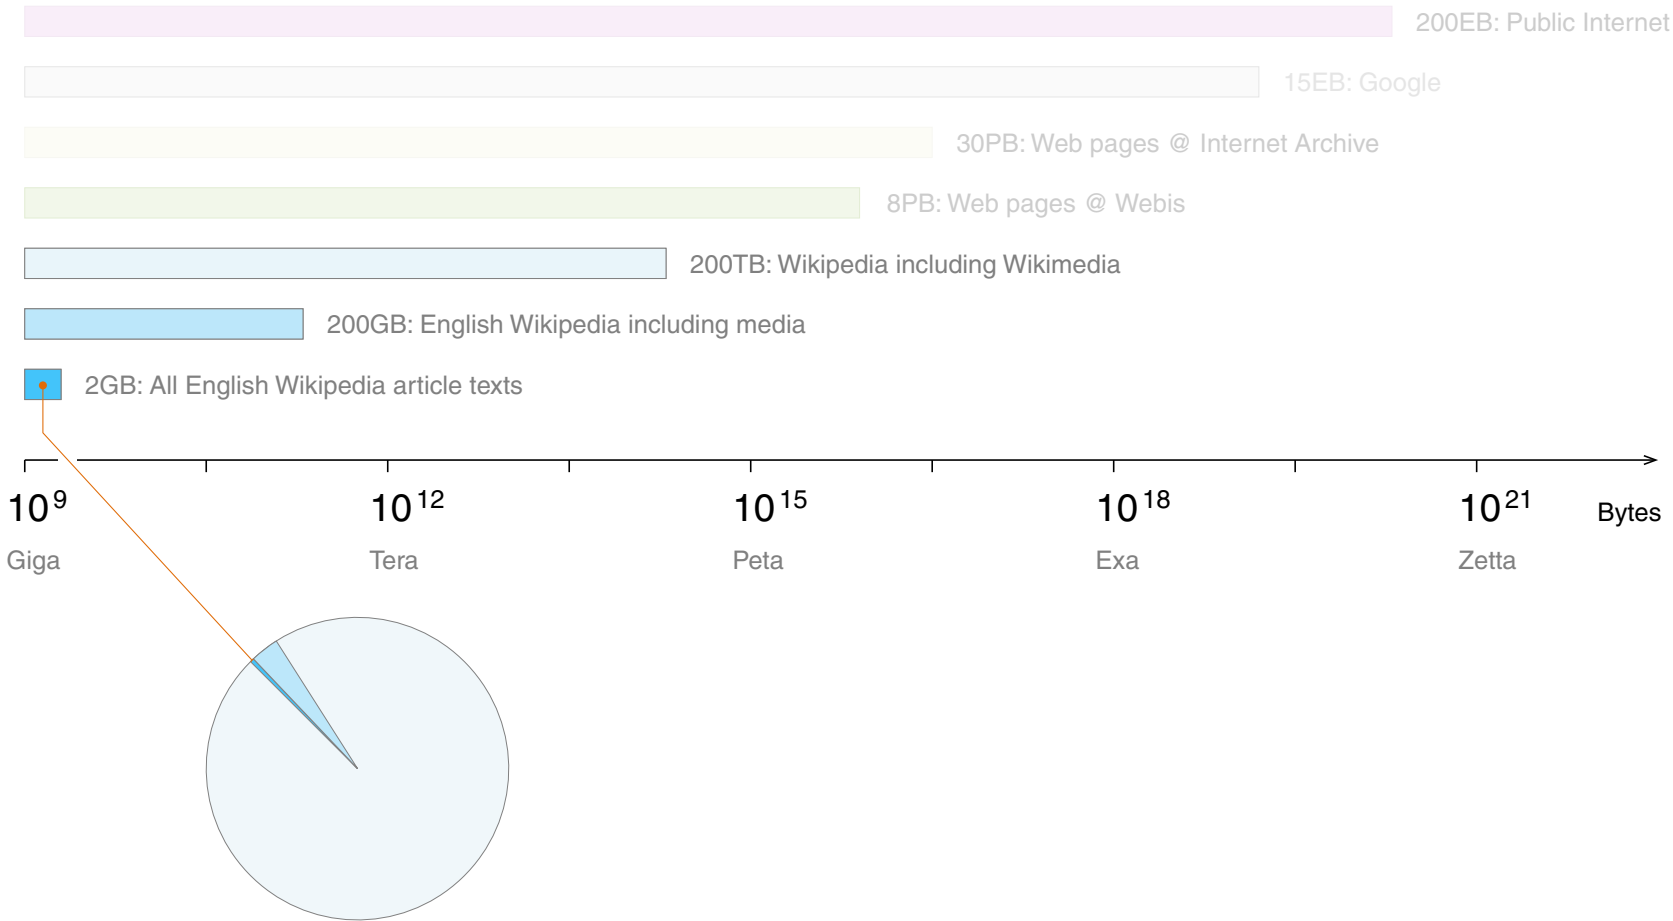 200EB: Public Internet
15EB: Google
30PB: Web pages @ Internet Archive
8PB: Web pages @ Webis
200TB: Wikipedia including Wikimedia
200GB: English Wikipedia including media
2GB: All English Wikipedia article texts
10⁹ 10¹² 10¹⁵ 10¹⁸ 10²¹ Bytes
Giga Tera Peta Exa Zetta